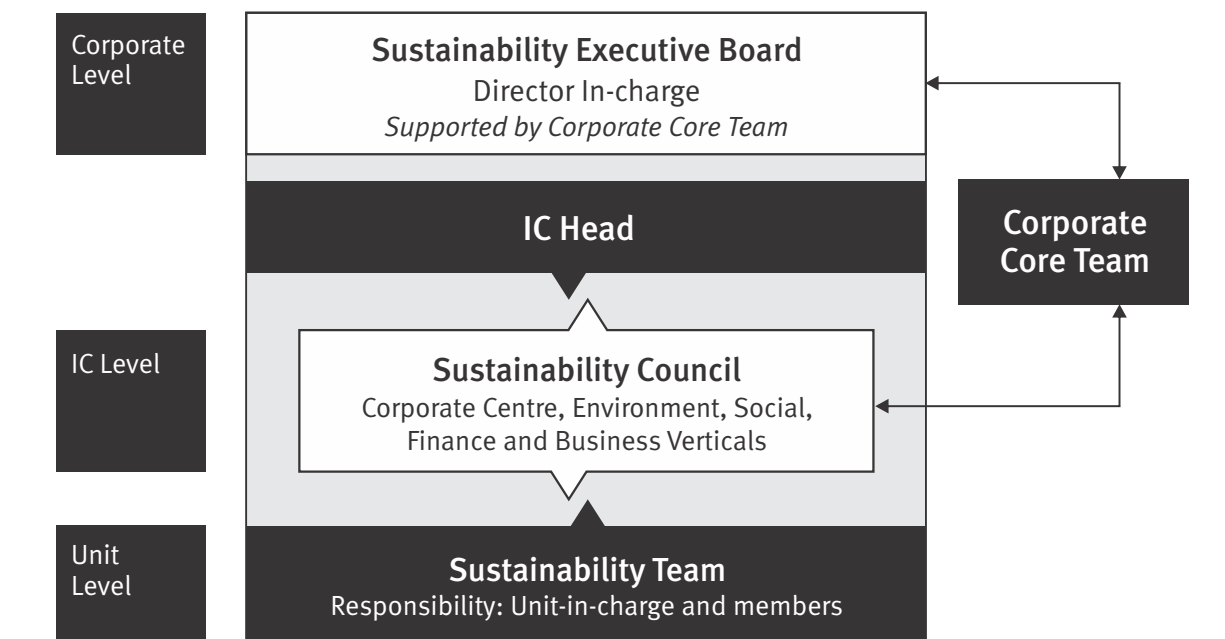 Corporate
Level
Sustainability Executive Board
Director In-charge
Supported by Corporate Core Team
IC Head
Corporate
Core Team
IC Level
Sustainability Council
Corporate Centre, Environment, Social,
Finance and Business Verticals
Unit
Level
Sustainability Team
Responsibility: Unit-in-charge and members